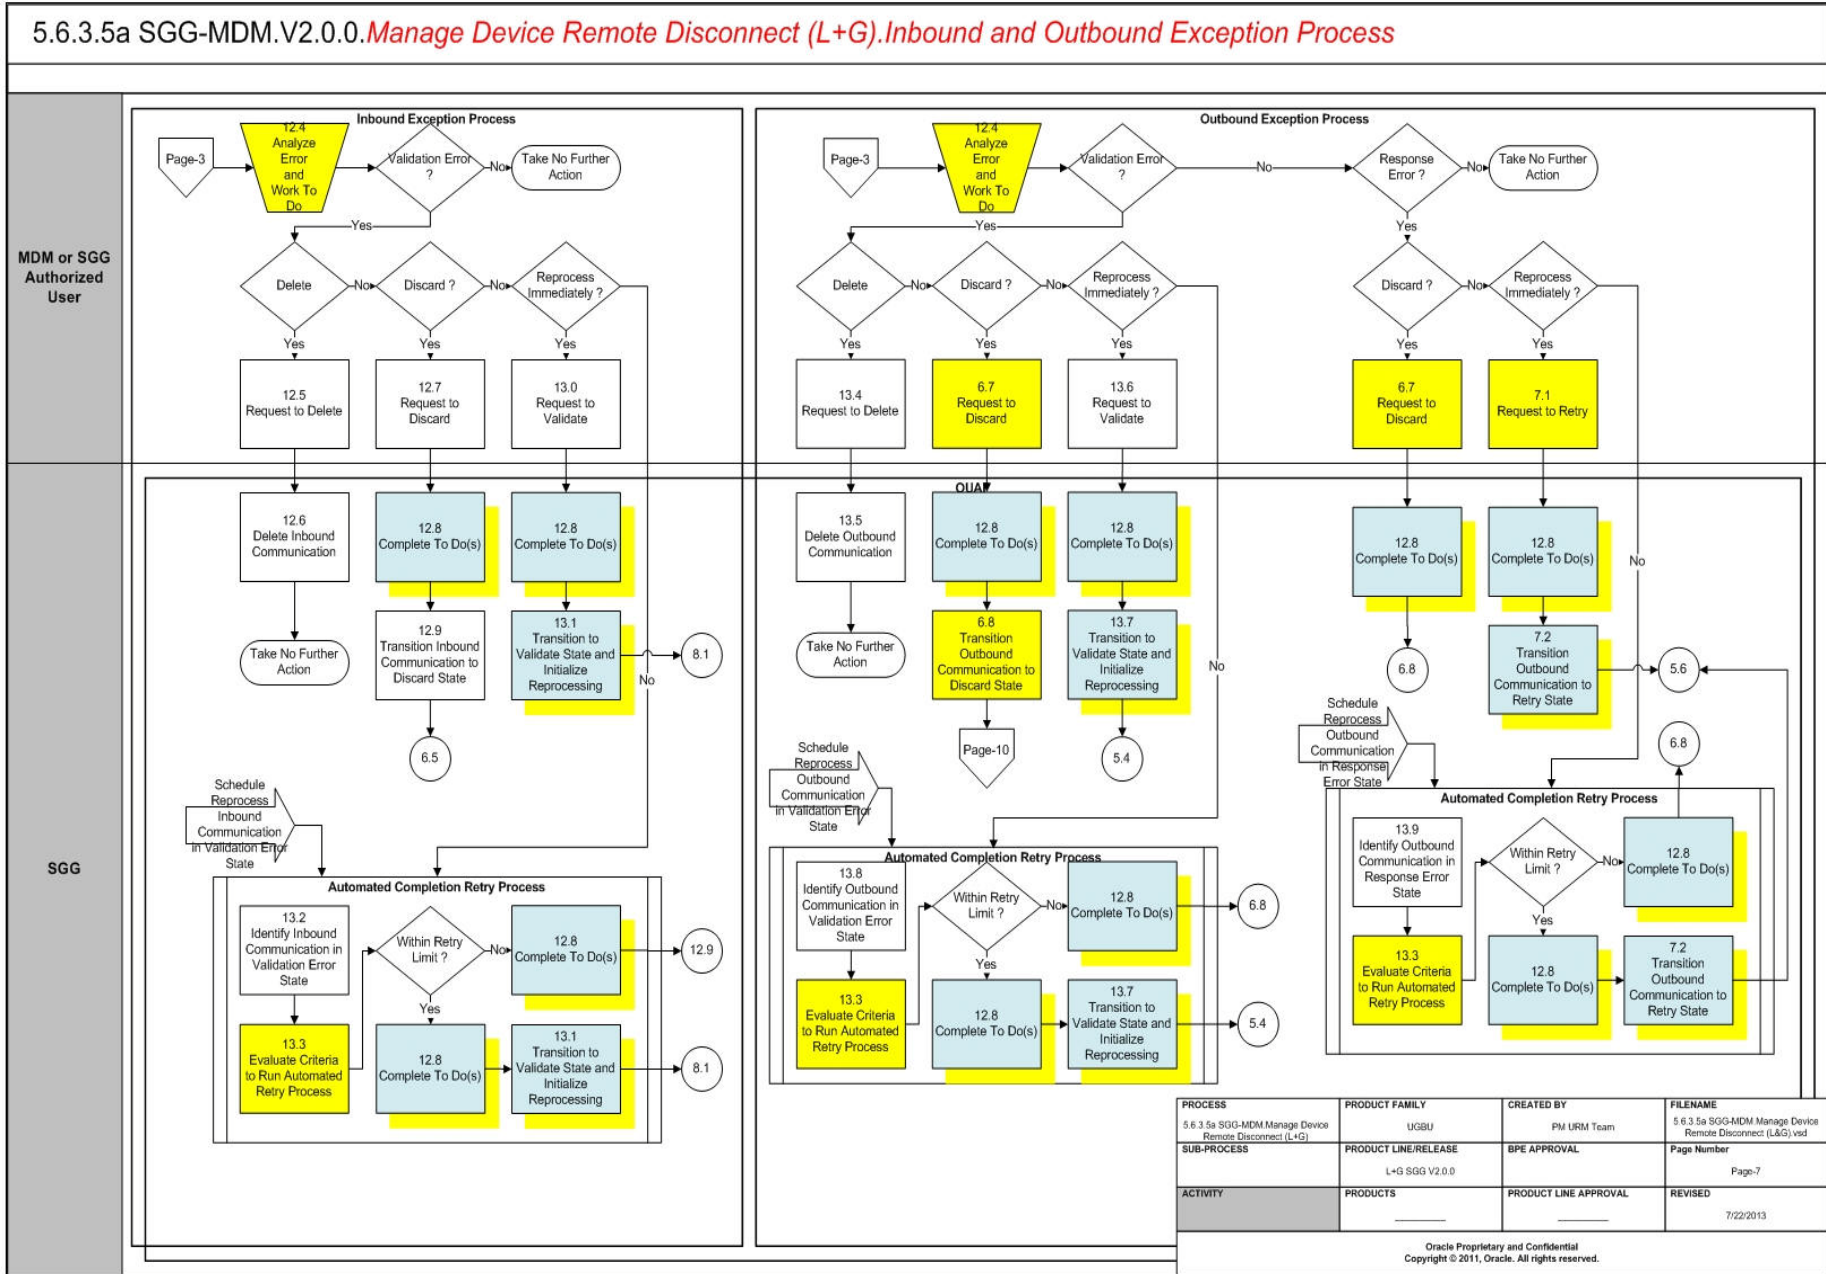 5.6.3.5a SGG-MDM.V2.0.0.Manage Device Remote Disconnect (L+G).Inbound and Outbound Exception Process
MDM or SGG
Authorized
User
Inbound Exception Process
Page-3
12.4
Analyze
Error
and
Work To
Do
Validation Error
?
No
Take No Further
Action
Yes
Delete
No
Discard ?
No
Reprocess
Immediately ?
Yes
Yes
Yes
12.5
Request to Delete
12.7
Request to
Discard
13.0
Request to
Validate
Outbound Exception Process
Page-3
12.4
Analyze
Error
and
Work To
Do
Validation Error
?
No
Response
Error ?
No
Take No Further
Action
Yes
Yes
Delete
No
Discard ?
No
Reprocess
Immediately ?
Discard ?
No
Reprocess
Immediately ?
Yes
Yes
Yes
Yes
Yes
13.4
Request to Delete
6.7
Request to
Discard
13.6
Request to
Validate
6.7
Request to
Discard
7.1
Request to Retry
SGG
12.6
Delete Inbound
Communication
12.8
Complete To Do(s)
12.8
Complete To Do(s)
Take No Further
Action
12.9
Transition Inbound
Communication to
Discard State
13.1
Transition to
Validate State and
Initialize
Reprocessing
No
8.1
6.5
Schedule
Reprocess
Inbound
Communication
in Validation Error
State
Automated Completion Retry Process
13.2
Identify Inbound
Communication in
Validation Error
State
Within Retry
Limit ?
No
12.8
Complete To Do(s)
12.9
Yes
13.3
Evaluate Criteria
to Run Automated
Retry Process
12.8
Complete To Do(s)
13.1
Transition to
Validate State and
Initialize
Reprocessing
8.1
13.5
Delete Outbound
Communication
12.8
Complete To Do(s)
12.8
Complete To Do(s)
Take No Further
Action
6.8
Transition
Outbound
Communication to
Discard State
13.7
Transition to
Validate State and
Initialize
Reprocessing
No
Page-10
5.4
Schedule
Reprocess
Outbound
Communication
in Validation Error
State
Automated Completion Retry Process
13.8
Identify Outbound
Communication in
Validation Error
State
Within Retry
Limit ?
No
12.8
Complete To Do(s)
6.8
Yes
13.3
Evaluate Criteria
to Run Automated
Retry Process
12.8
Complete To Do(s)
13.7
Transition to
Validate State and
Initialize
Reprocessing
5.4
12.8
Complete To Do(s)
12.8
Complete To Do(s)
No
6.8
7.2
Transition
Outbound
Communication to
Retry State
5.6
Schedule
Reprocess
Outbound
Communication
in Response
Error State
6.8
Automated Completion Retry Process
13.9
Identify Outbound
Communication in
Response Error
State
Within Retry
Limit ?
No
12.8
Complete To Do(s)
Yes
13.3
Evaluate Criteria
to Run Automated
Retry Process
12.8
Complete To Do(s)
7.2
Transition
Outbound
Communication to
Retry State
PROCESS
5.6.3.5a SGG-MDM.Manage Device
Remote Disconnect (L+G)
PRODUCT FAMILY
UGBU
CREATED BY
PM URM Team
FILENAME
5.6.3.5a SGG-MDM.Manage Device
Remote Disconnect (L&G).vsd
SUB-PROCESS
PRODUCT LINE/RELEASE
L+G SGG V2.0.0
BPE APPROVAL
Page Number
Page-7
ACTIVITY
PRODUCTS
PRODUCT LINE APPROVAL
REVISED
7/22/2013
Oracle Proprietary and Confidential
Copyright © 2011, Oracle. All rights reserved.